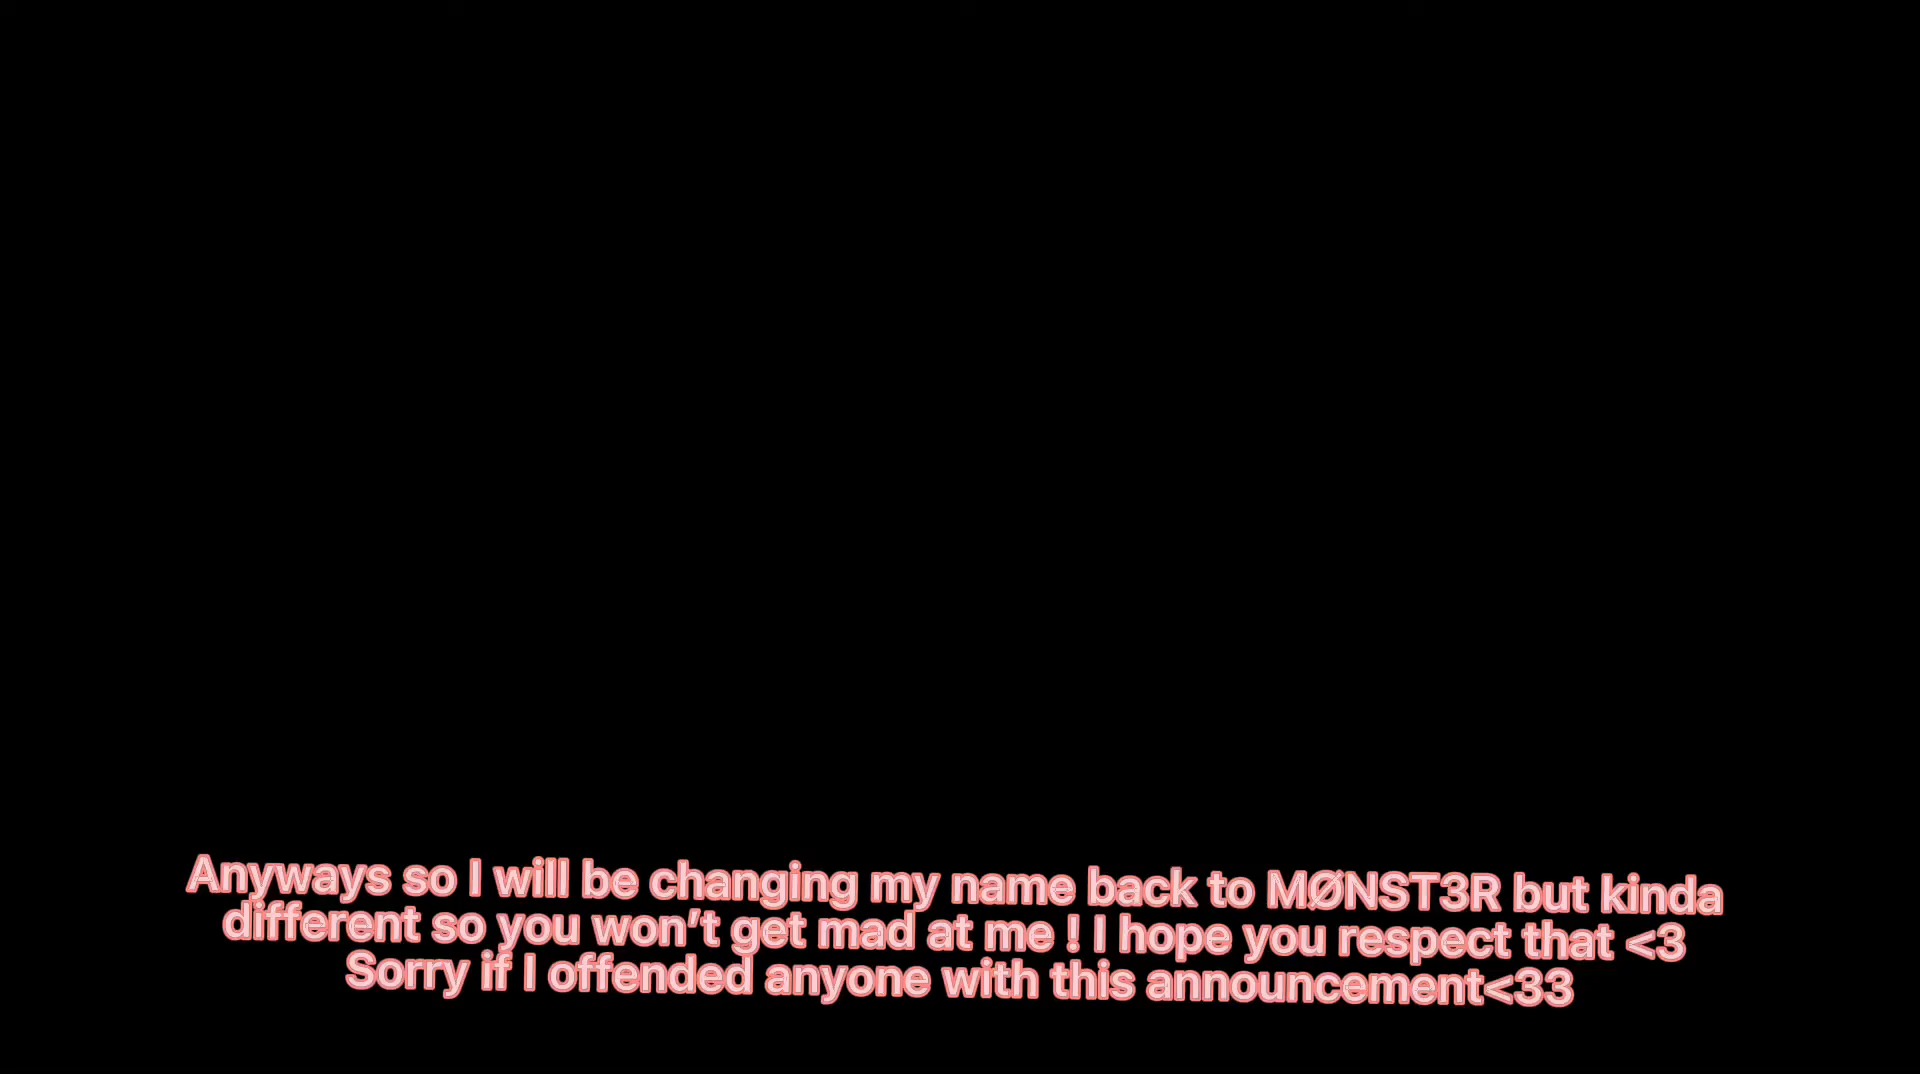 Anyways so I will be changing my name back to MØNST3R but kinda
different so you won’t get mad at me ! I hope you respect that <3
Sorry if I offended anyone with this announcement<33